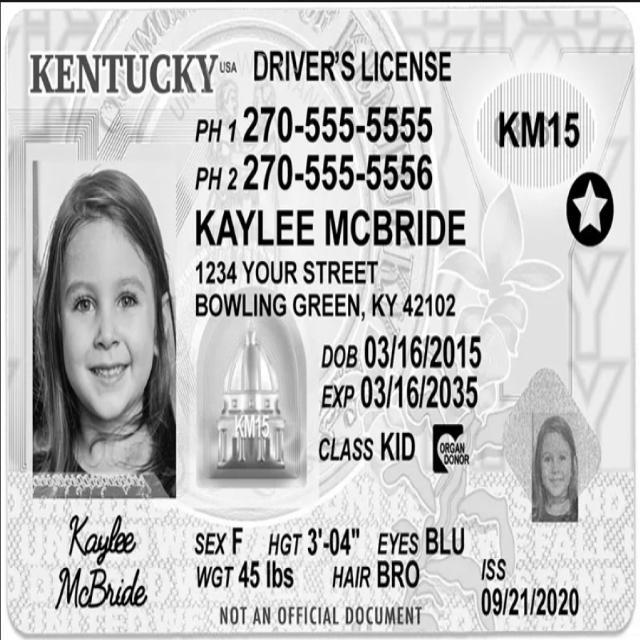 KENTUCKY USA DRIVER'S LICENSE
PH 1 270-555-5555
KM15
PH 2 270-555-5556
KAYLEE MCBRIDE
1234 YOUR STREET
BOWLING GREEN, KY 42102
DOB 03/16/2015
EXP 03/16/2035
KM15
CLASS KID
ORGAN DONOR
Kaylee
McBride
SEX F HGT 3'-04" EYES BLU
WGT 45 lbs HAIR BRO
ISS
09/21/2020
NOT AN OFFICIAL DOCUMENT